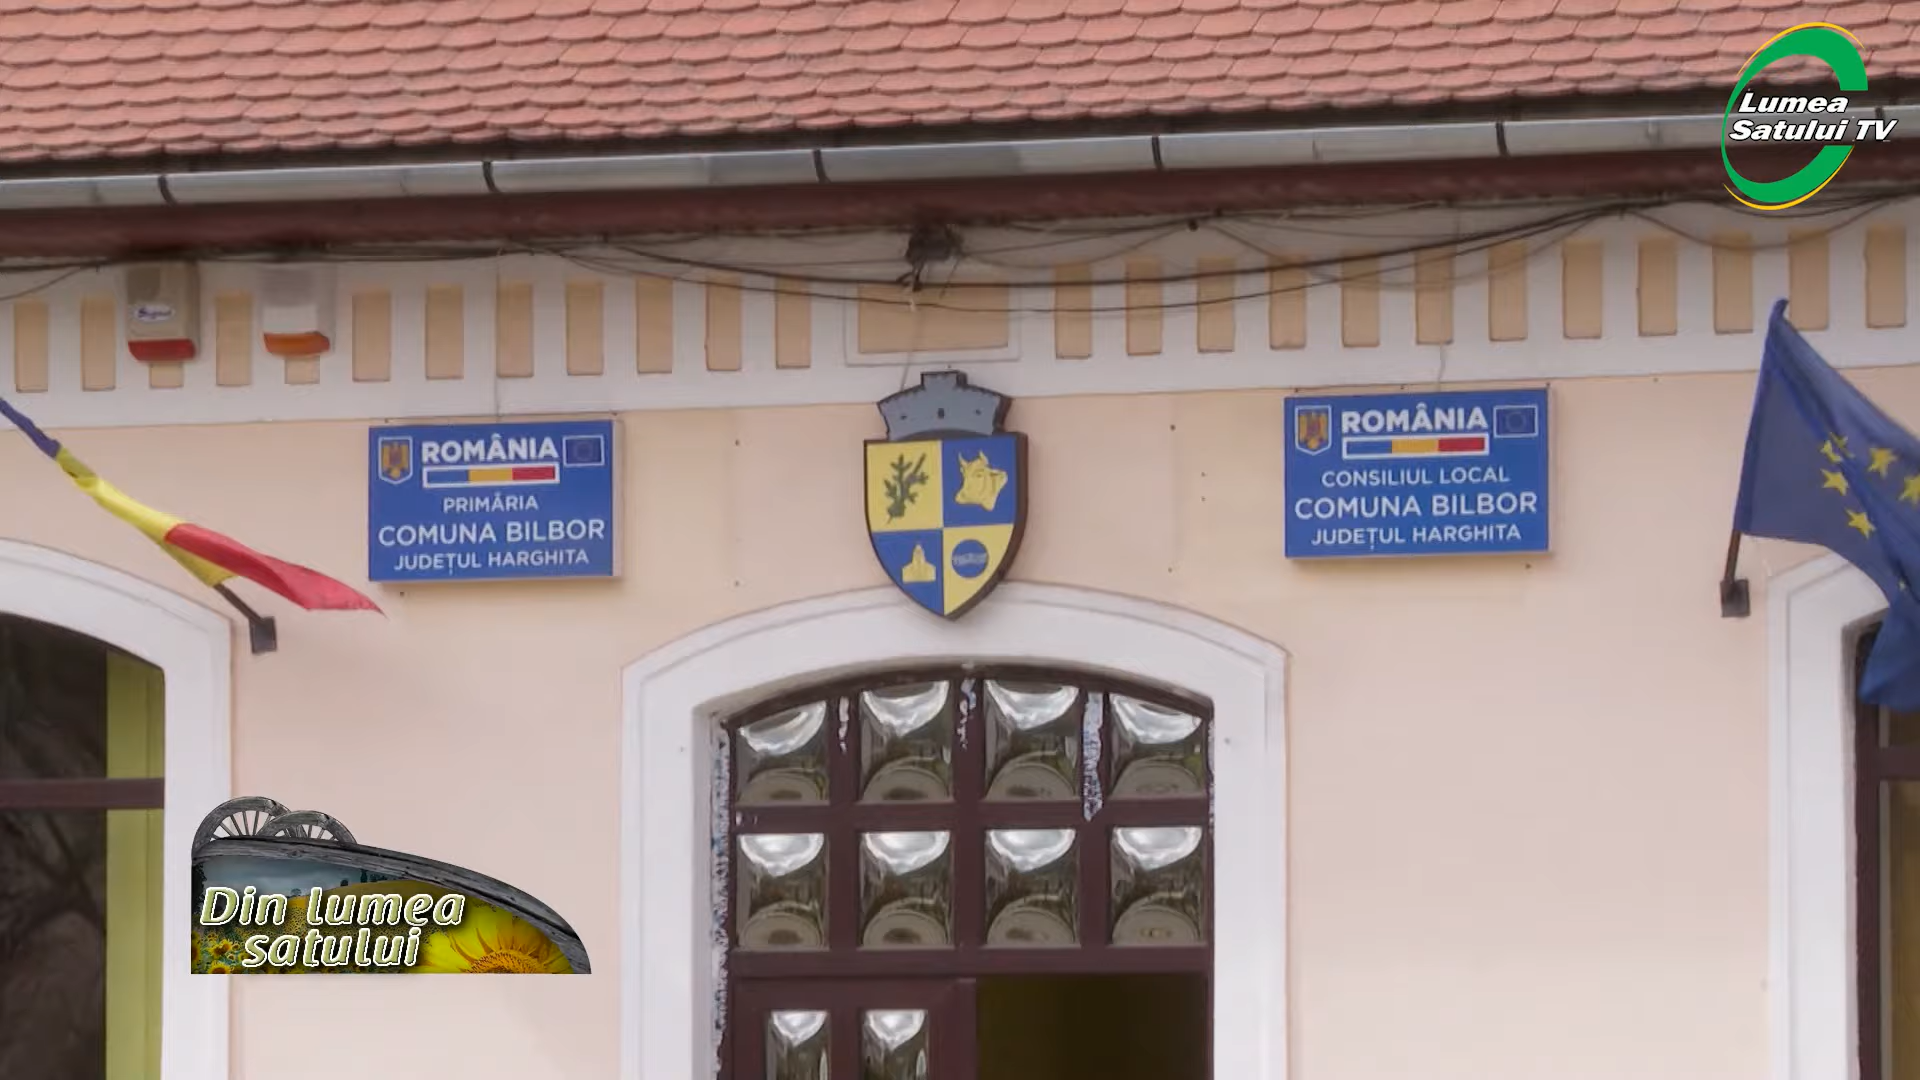 Lumea
Satului TV
ROMÂNIA
PRIMĂRIA
COMUNA BILBOR
JUDEȚUL HARGHITA
ROMÂNIA
CONSILIUL LOCAL
COMUNA BILBOR
JUDEȚUL HARGHITA
Din lumea
satului